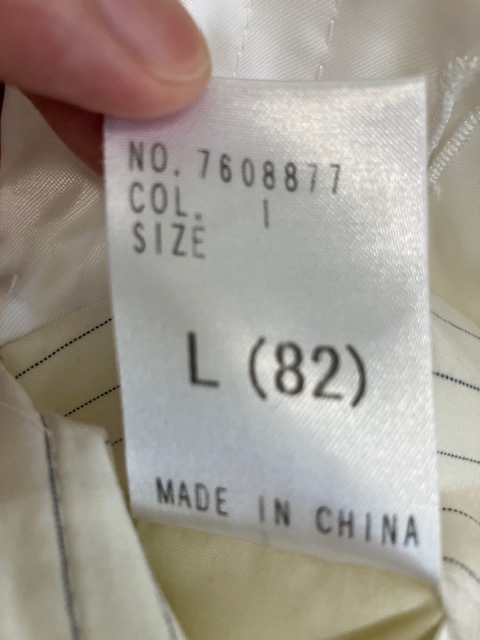 NO. 7608877
COL. 1
SIZE
L (82)
MADE IN CHINA